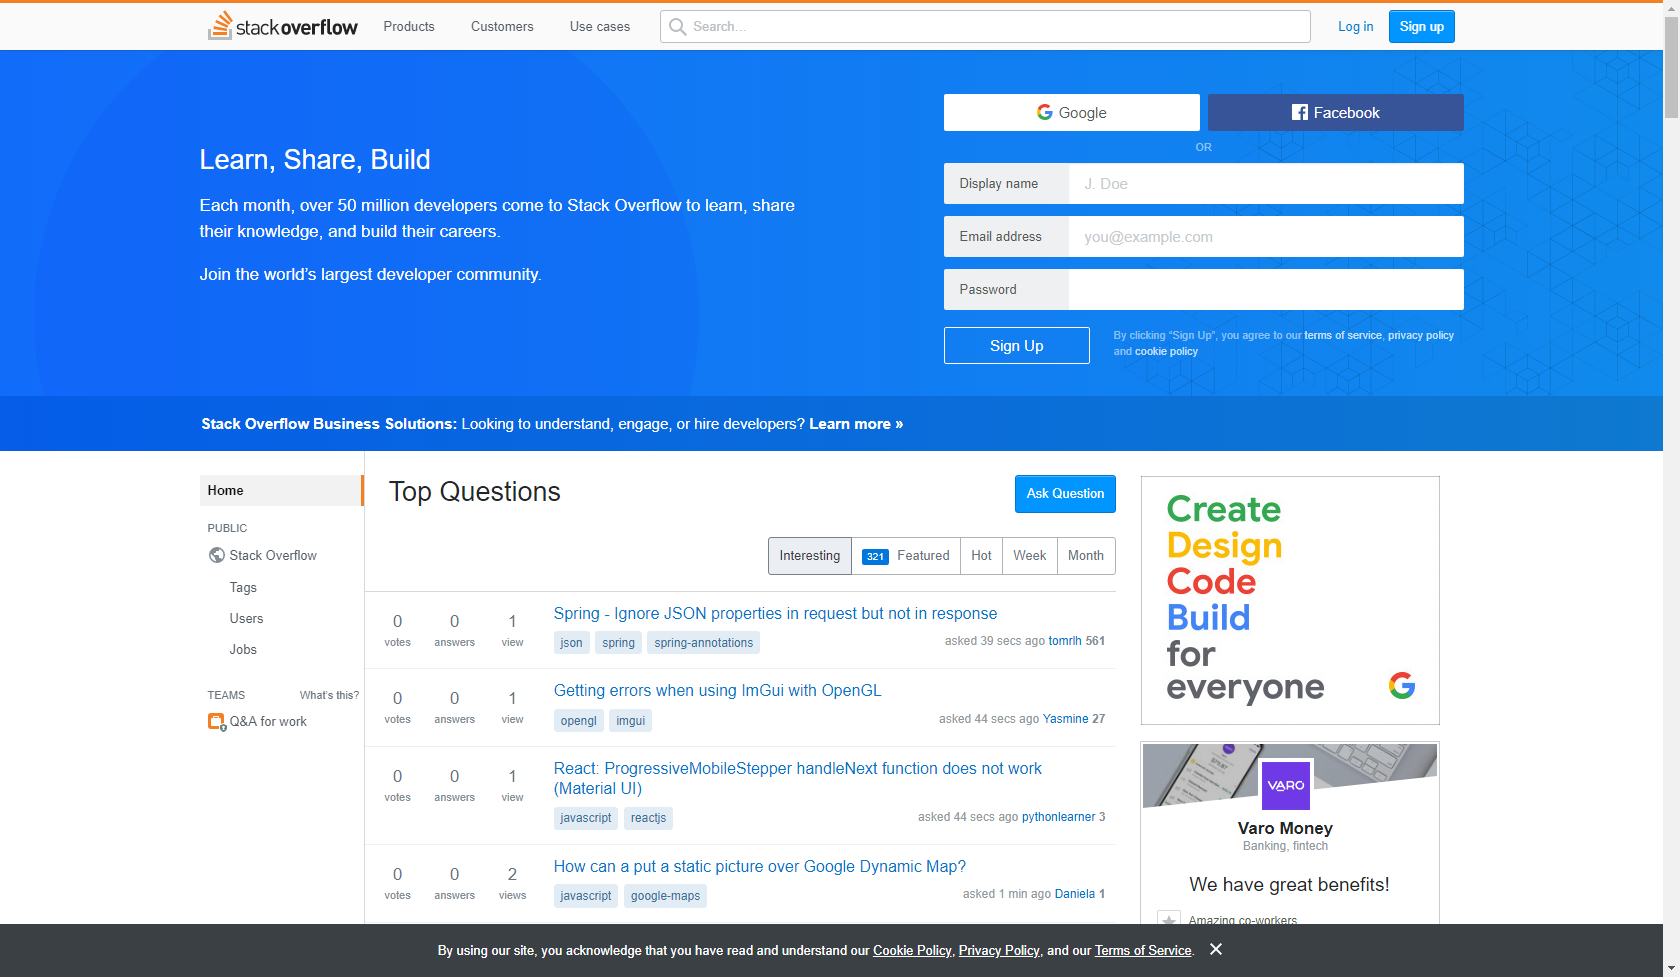 stack overflow
Products
Customers
Use cases
Search...
Log in
Sign up
Learn, Share, Build
Each month, over 50 million developers come to Stack Overflow to learn, share
their knowledge, and build their careers.
Join the world's largest developer community.
Google
Facebook
OR
Display name
J. Doe
Email address
you@example.com
Password
Sign Up
By clicking “Sign Up”, you agree to our terms of service, privacy policy
and cookie policy
Stack Overflow Business Solutions: Looking to understand, engage, or hire developers? Learn more »
Home
PUBLIC
Stack Overflow
Tags
Users
Jobs
TEAMS
What's this?
Q&A for work
Top Questions
Ask Question
Interesting
321 Featured
Hot
Week
Month
0 votes
0 answers
1 view
Spring - Ignore JSON properties in request but not in response
json spring spring-annotations
asked 39 secs ago tomrlh 561
0 votes
0 answers
1 view
Getting errors when using ImGui with OpenGL
opengl imgui
asked 44 secs ago Yasmine 27
0 votes
0 answers
1 view
React: ProgressiveMobileStepper handleNext function does not work
(Material UI)
javascript reactjs
asked 44 secs ago pythonlearner 3
0 votes
0 answers
2 views
How can a put a static picture over Google Dynamic Map?
javascript google-maps
asked 1 min ago Daniela 1
Create
Design
Code
Build
for
everyone
VARO
Varo Money
Banking, fintech
We have great benefits!
Amazing co-workers
By using our site, you acknowledge that you have read and understand our Cookie Policy, Privacy Policy, and our Terms of Service.